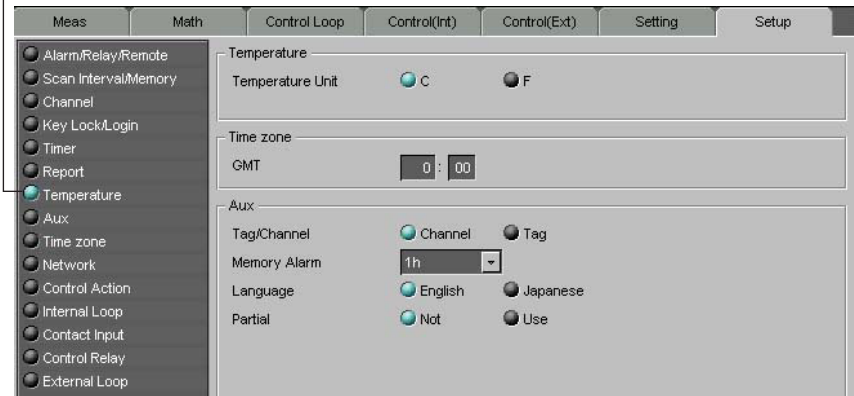 Meas Math Control Loop Control(Int) Control(Ext) Setting Setup
Alarm/Relay/Remote
Scan Interval/Memory
Channel
Key Lock/Login
Timer
Report
Temperature
Aux
Time zone
Network
Control Action
Internal Loop
Contact Input
Control Relay
External Loop
Temperature
Temperature Unit C F
Time zone
GMT 0 : 00
Aux
Tag/Channel Channel Tag
Memory Alarm 1h
Language English Japanese
Partial Not Use